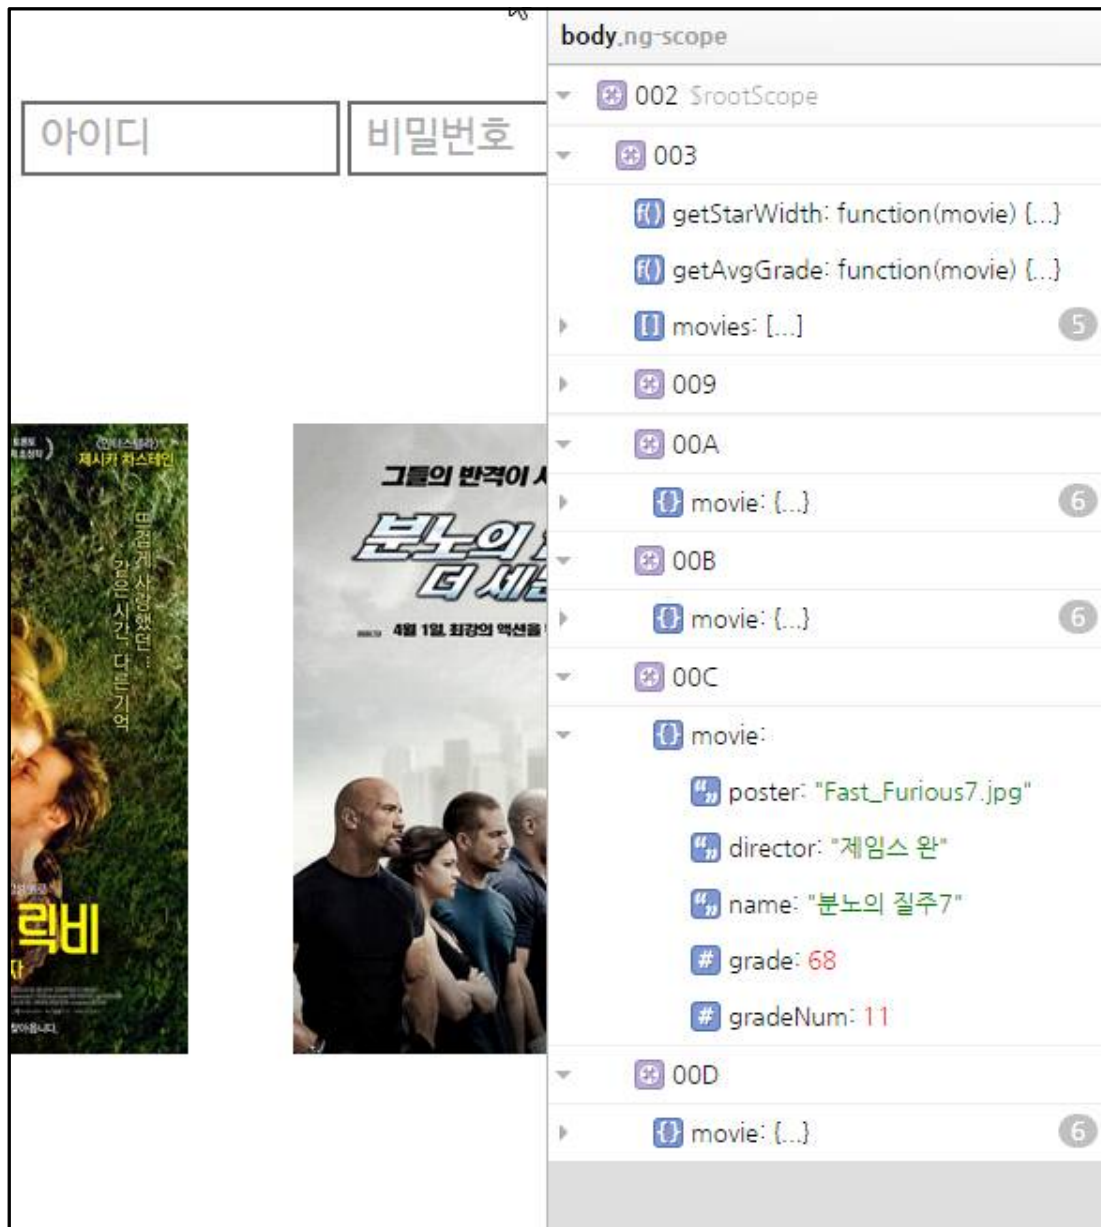 아이디
비밀번호
제시카 차스테인
뜨겁게 사랑했던...
같은 시간, 다른 기억
릭비
자
그들의 반격이 시
분노의
더 세
4월 1일, 최강의 액션을
body.ng-scope
002 $rootScope
003
f() getStarWidth: function(movie) {...}
f() getAvgGrade: function(movie) {...}
[] movies: [...] 5
009
00A
{} movie: {...} 6
00B
{} movie: {...} 6
00C
{} movie:
poster: "Fast_Furious7.jpg"
director: "제임스 완"
name: "분노의 질주7"
# grade: 68
# gradeNum: 11
00D
{} movie: {...} 6